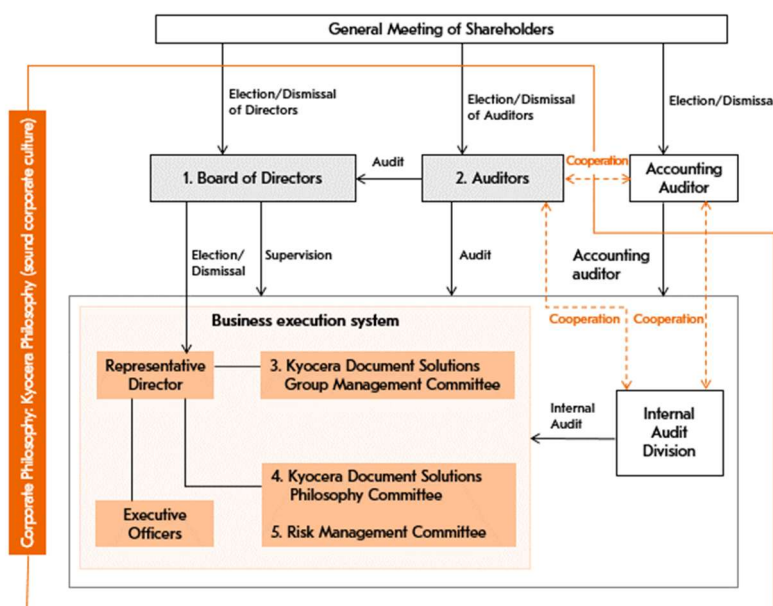 General Meeting of Shareholders
Election/Dismissal
of Directors
Election/Dismissal
of Auditors
Election/Dismissa
Corporate Philosophy: Kyocera Philosophy (sound corporate culture)
1. Board of Directors
Audit
2. Auditors
Cooperation
Accounting
Auditor
Election/
Dismissal
Supervision
Audit
Accounting
auditor
Business execution system
Cooperation
Cooperation
Representative
Director
3. Kyocera Document Solutions
Group Management Committee
Internal
Audit
Internal
Audit
Division
4. Kyocera Document Solutions
Philosophy Committee
5. Risk Management Committee
Executive
Officers